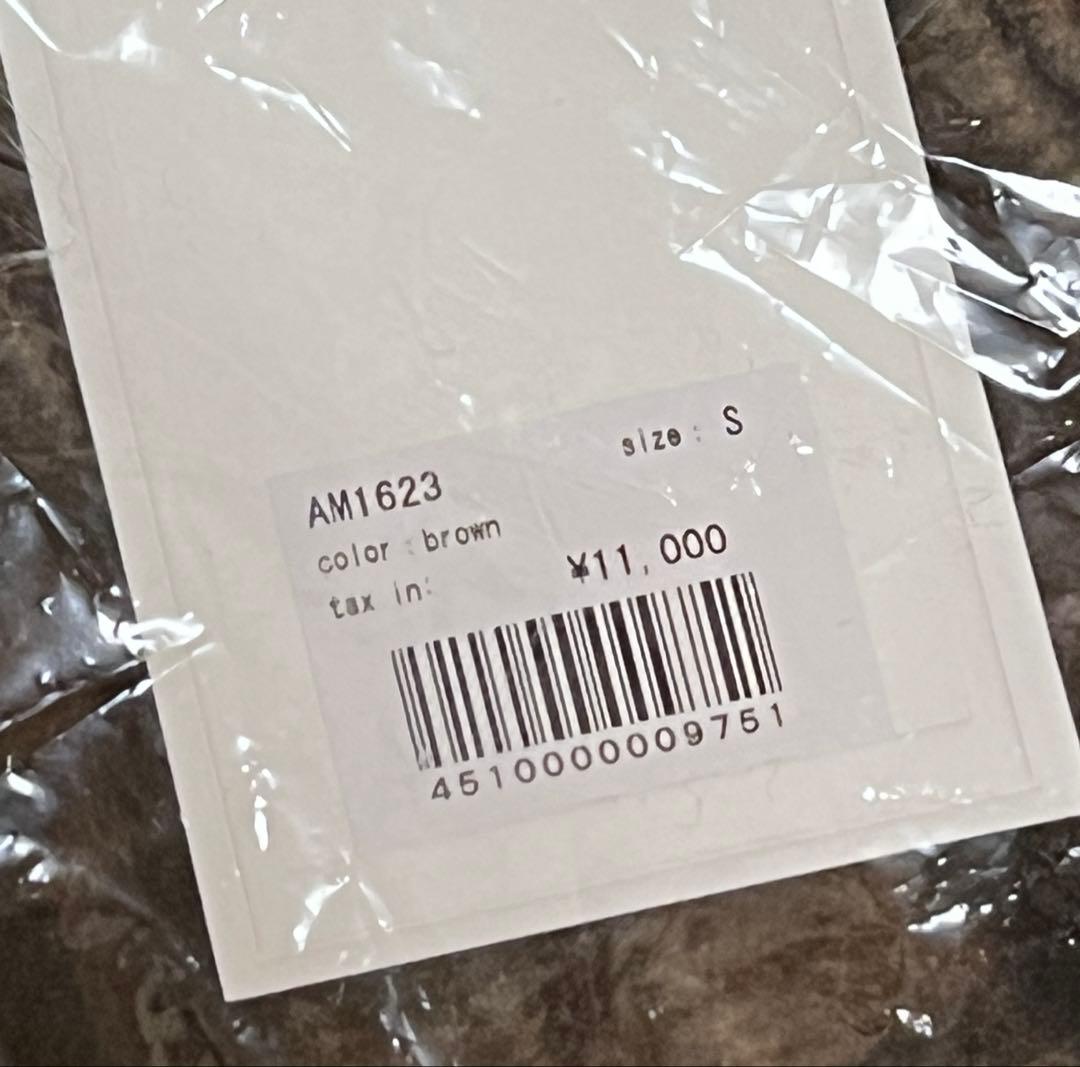 size : S
AM1623
color : brown
tax in: ¥11,000
4510000009751